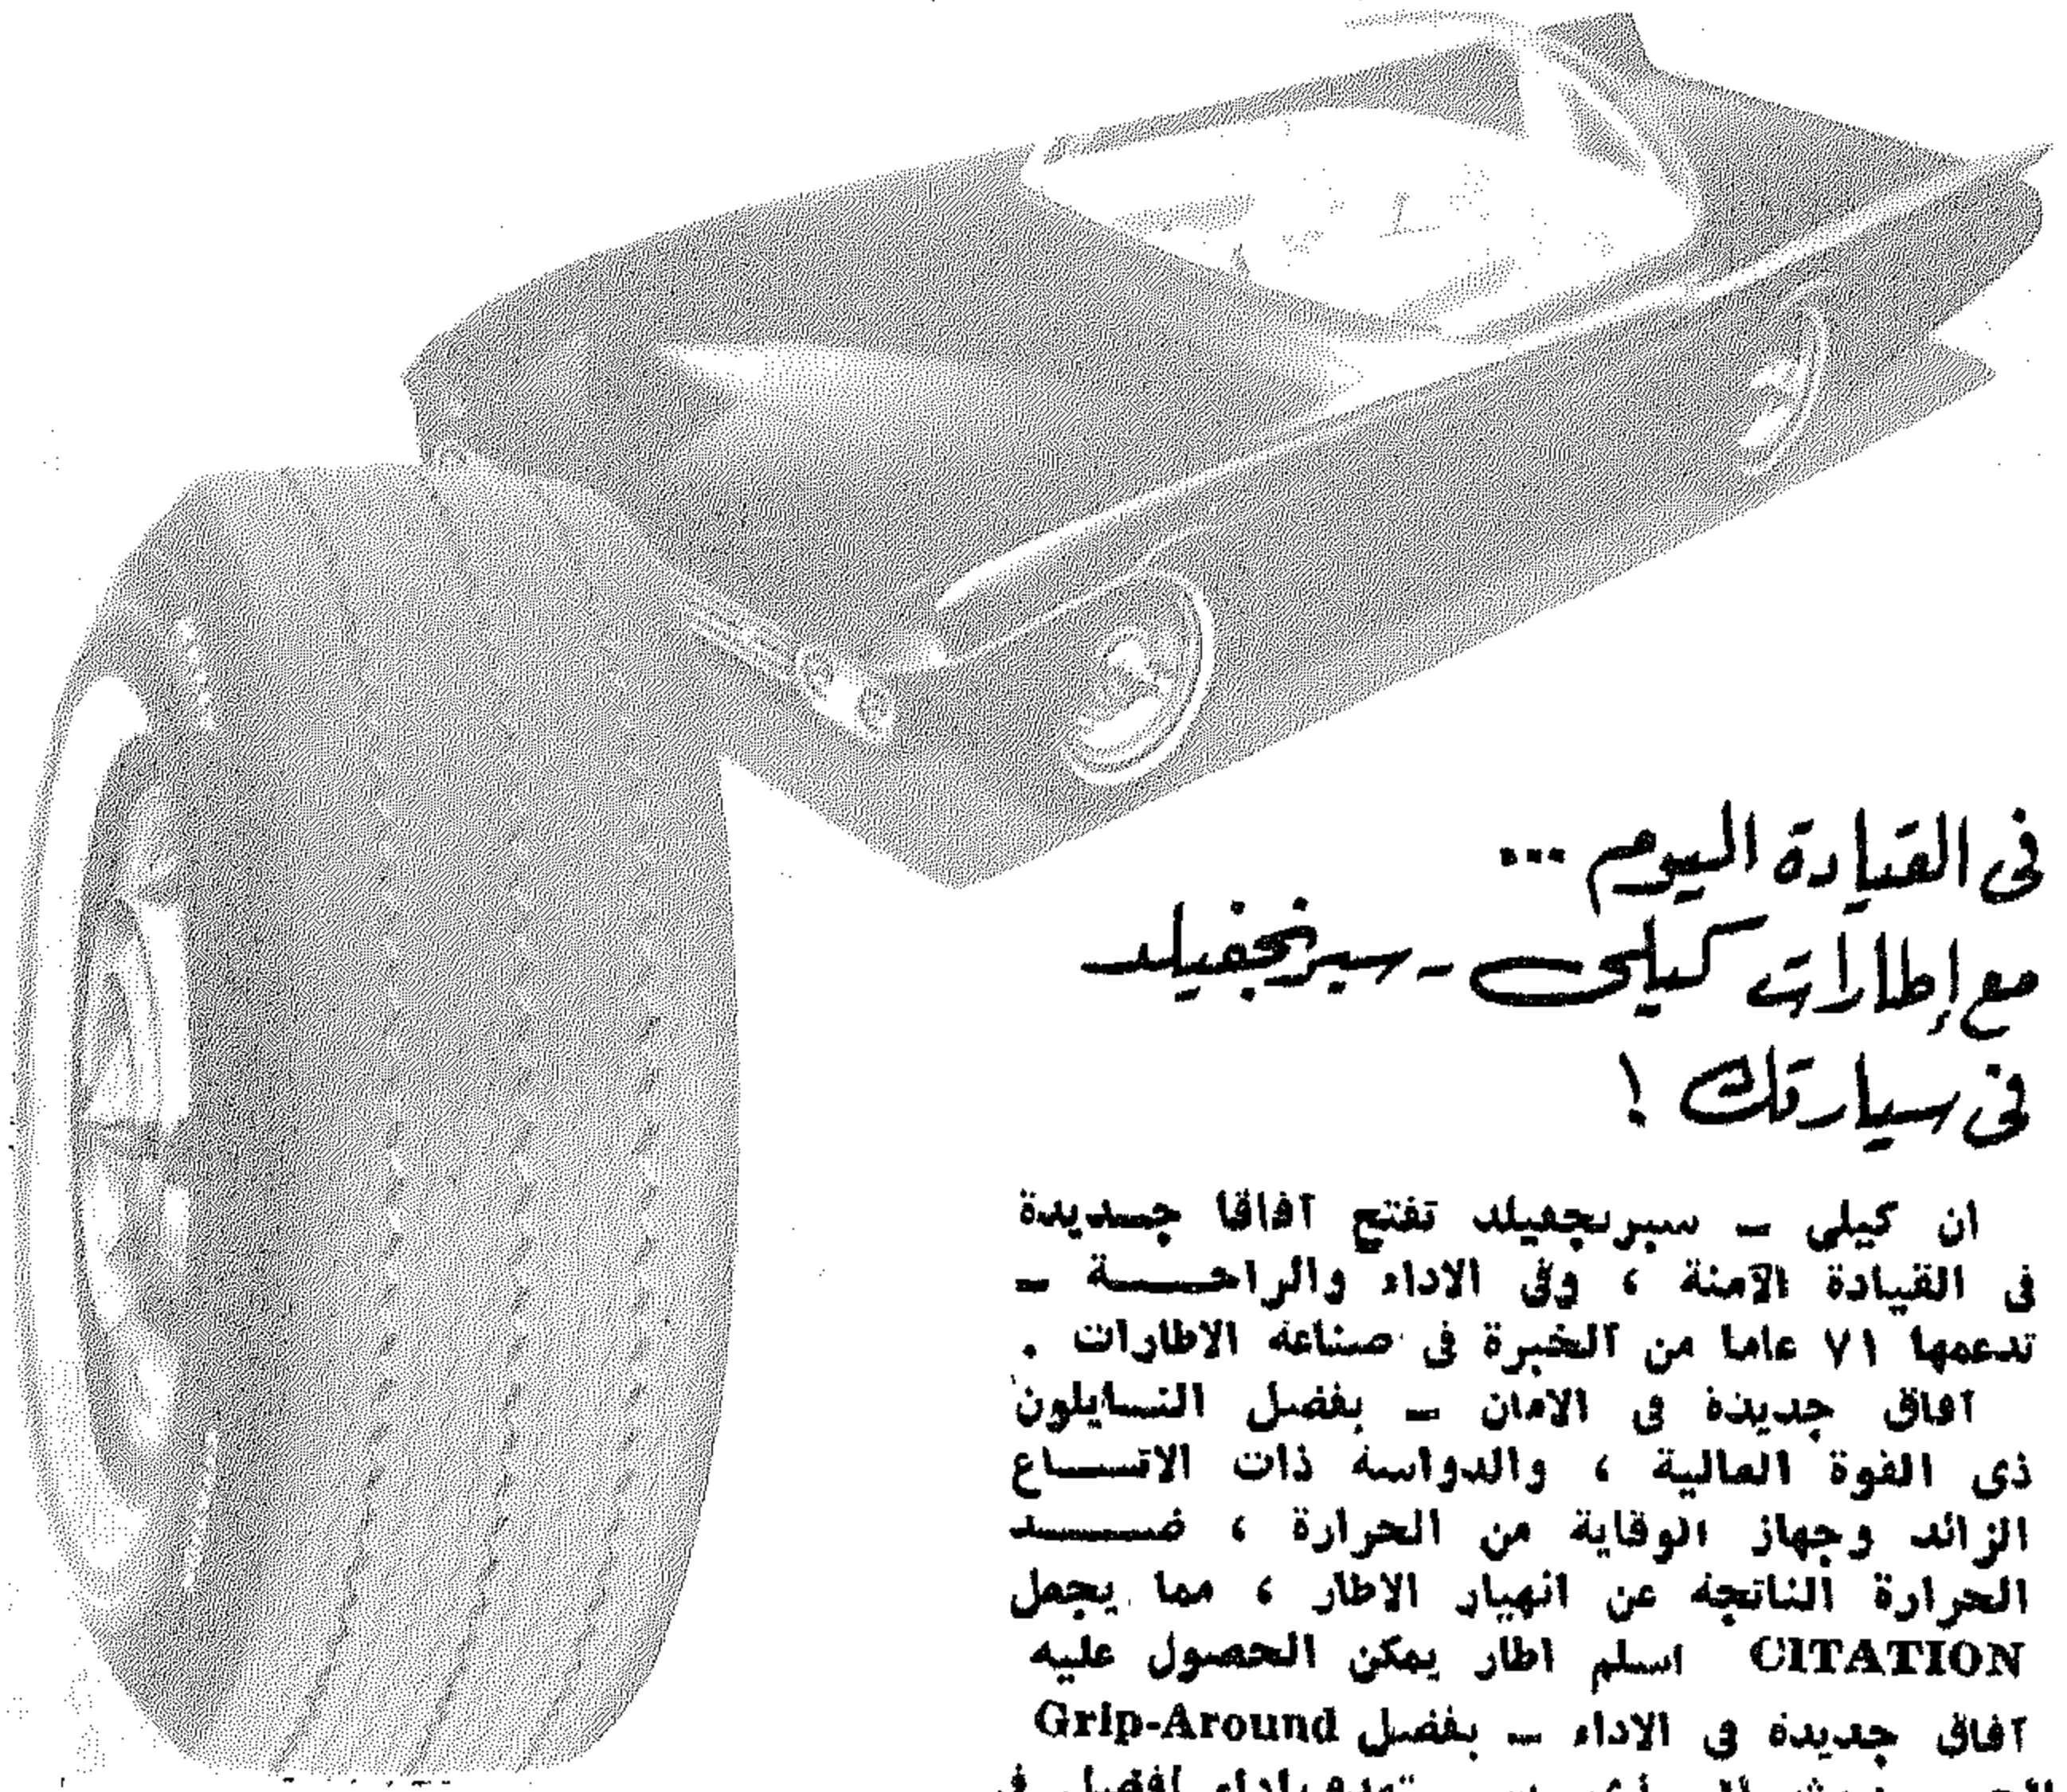 فى القيادة اليوم ...
مع إطارات كيلى - سبرنجفيلد
فى سيارتك !
ان كيلى – سبرنجفيلد تفتح آفاقا جديدة
فى القيادة الآمنة ، وفى الاداء والراحة –
تدعمها ٧١ عاما من الخبرة فى صناعة الاطارات .
آفاق جديدة فى الامان – بفضل النايلون
ذى القوة العالية ، والدواسة ذات الاتساع
الزائد وجهاز الوقاية من الحرارة ، ضد
الحرارة الناتجة عن انهيار الاطار ، مما يجعل
CITATION اسلم اطار يمكن الحصول عليه
آفاق جديدة فى الاداء – بفضل Grip-Around